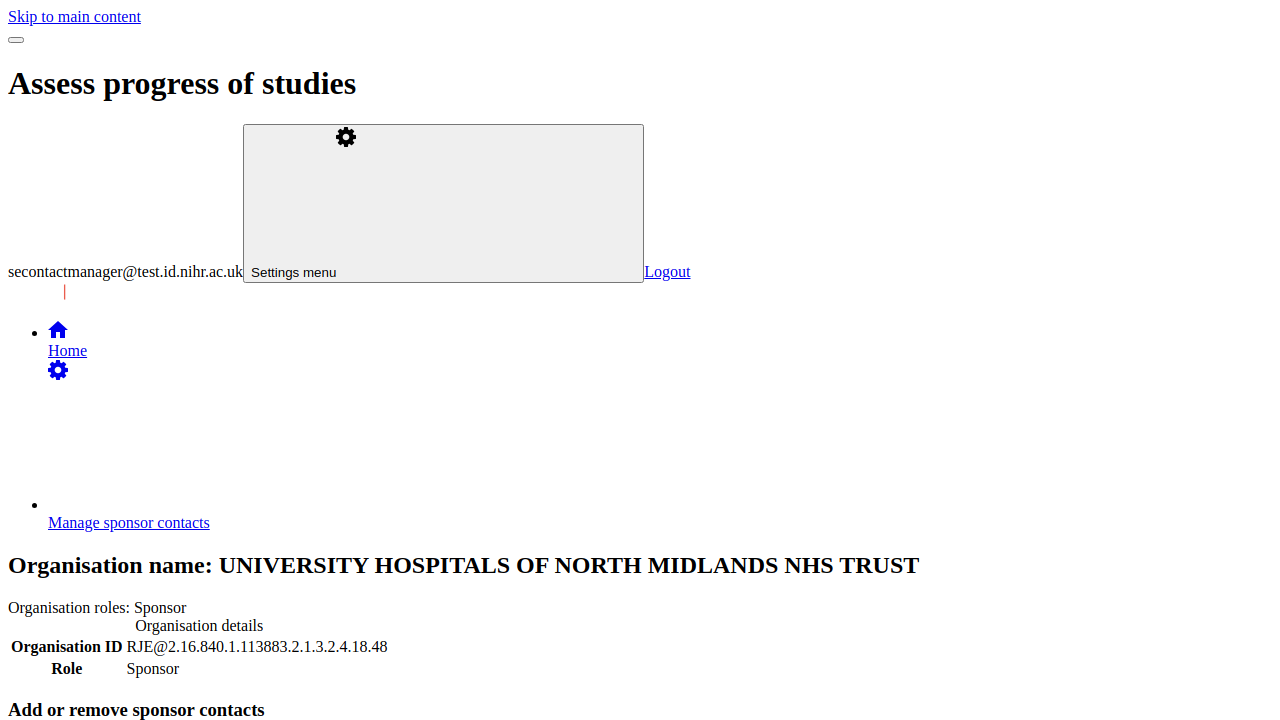 Skip to main content
Assess progress of studies
secontactmanager@test.id.nihr.ac.uk Settings menu Logout
|
Home
Manage sponsor contacts
Organisation name: UNIVERSITY HOSPITALS OF NORTH MIDLANDS NHS TRUST
Organisation roles: Sponsor
Organisation details
Organisation ID RJE@2.16.840.1.113883.2.1.3.2.4.18.48
Role Sponsor
Add or remove sponsor contacts